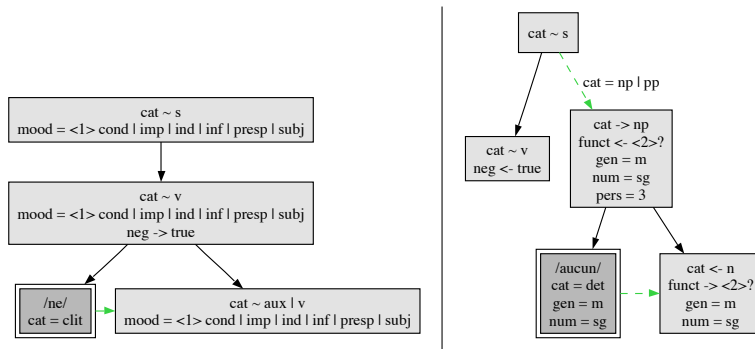 cat ~ s
mood = <1> cond | imp | ind | inf | presp | subj
cat ~ v
mood = <1> cond | imp | ind | inf | presp | subj
neg -> true
/ne/
cat = clit
cat ~ aux | v
mood = <1> cond | imp | ind | inf | presp | subj
cat ~ s
cat = np | pp
cat ~ v
neg <- true
cat -> np
funct <- <2>?
gen = m
num = sg
pers = 3
/aucun/
cat = det
gen = m
num = sg
cat <- n
funct -> <2>?
gen = m
num = sg